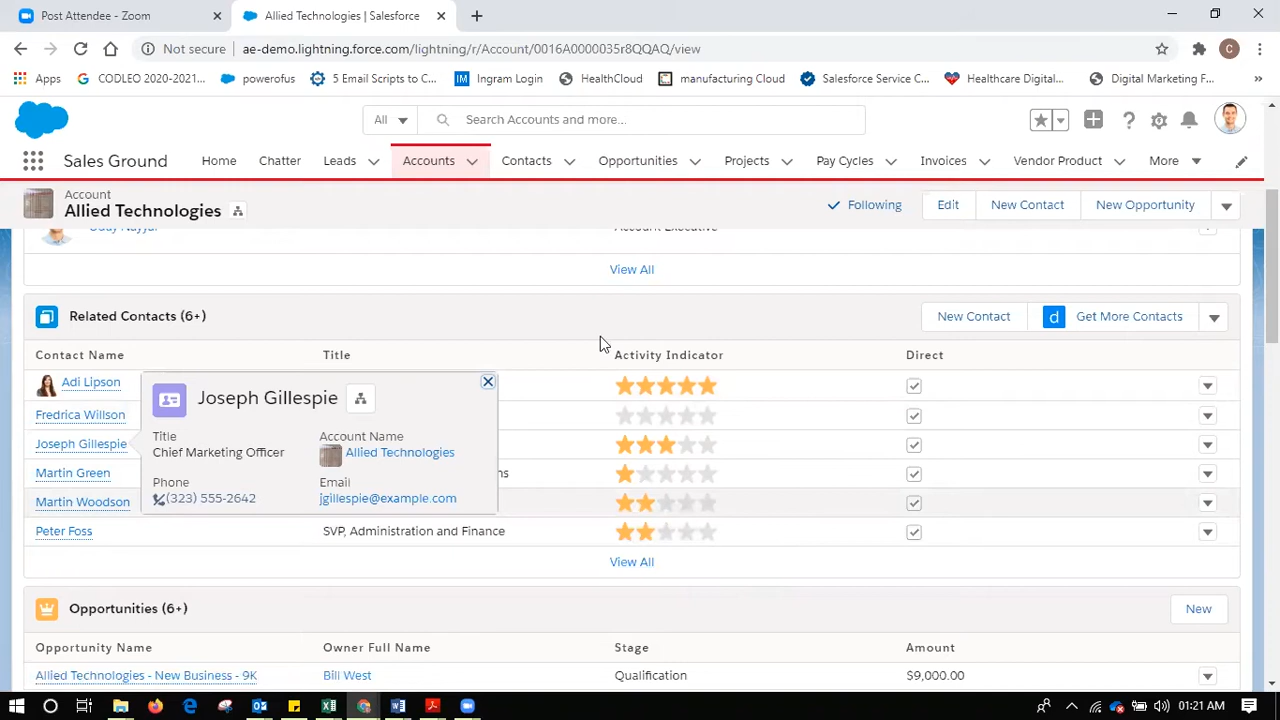 Post Attendee - Zoom
Allied Technologies | Salesforce
Not secure
ae-demo.lightning.force.com/lightning/r/Account/0016A0000035r8QQAQ/view
C
Apps
CODLEO 2020-2021...
powerofus
5 Email Scripts to C...
IM Ingram Login
HealthCloud
manufacturing Cloud
Salesforce Service C...
Healthcare Digital...
Digital Marketing F...
»
All
Search Accounts and more...
Sales Ground
Home
Chatter
Leads
Accounts
Contacts
Opportunities
Projects
Pay Cycles
Invoices
Vendor Product
More
Account
Allied Technologies
Following
Edit
New Contact
New Opportunity
Uday Nayyar
Account Executive
View All
Related Contacts (6+)
New Contact
d Get More Contacts
Contact Name
Title
Activity Indicator
Direct
Adi Lipson
Fredrica Willson
Joseph Gillespie
Martin Green
ns
Martin Woodson
Peter Foss
SVP, Administration and Finance
Joseph Gillespie
Title
Chief Marketing Officer
Account Name
Allied Technologies
Phone
(323) 555-2642
Email
jgillespie@example.com
View All
Opportunities (6+)
New
Opportunity Name
Owner Full Name
Stage
Amount
Allied Technologies - New Business - 9K
Bill West
Qualification
$9,000.00
01:21 AM